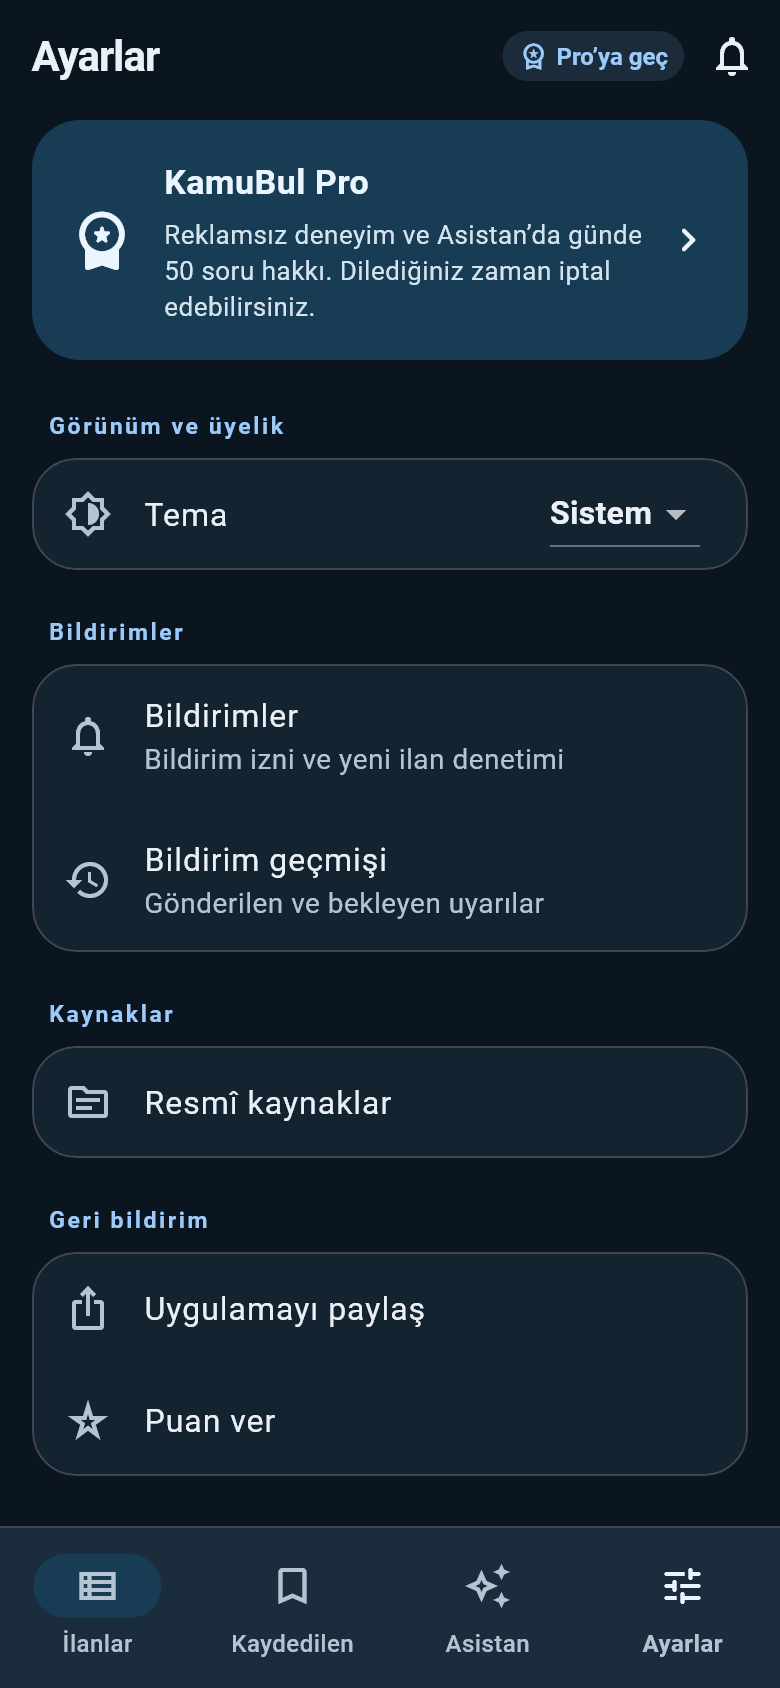 Ayarlar
Pro’ya geç
KamuBul Pro
Reklamsız deneyim ve Asistan’da günde
50 soru hakkı. Dilediğiniz zaman iptal
edebilirsiniz.
Görünüm ve üyelik
Tema
Sistem
Bildirimler
Bildirimler
Bildirim izni ve yeni ilan denetimi
Bildirim geçmişi
Gönderilen ve bekleyen uyarılar
Kaynaklar
Resmî kaynaklar
Geri bildirim
Uygulamayı paylaş
Puan ver
İlanlar
Kaydedilen
Asistan
Ayarlar